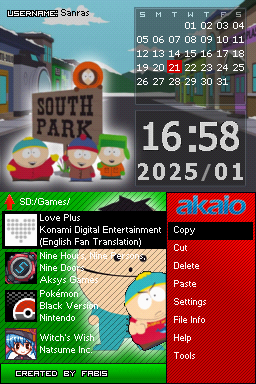 USERNAME: Sanras
S M T W T F S
01 02 03 04
05 06 07 08 09 10 11
12 13 14 15 16 17 18
19 20 21 22 23 24 25
26 27 28 29 30 31
SOUTH
PARK
16:58
2025/01
SD:/Games/
Love Plus
Konami Digital Entertainment
(English Fan Translation)
Nine Hours, Nine Persons,
Nine Doors
Aksys Games
Pokémon
Black Version
Nintendo
Witch's Wish
Natsume Inc.
CREATED BY FABIS
akaio
Copy
Cut
Delete
Paste
Settings
File Info
Help
Tools